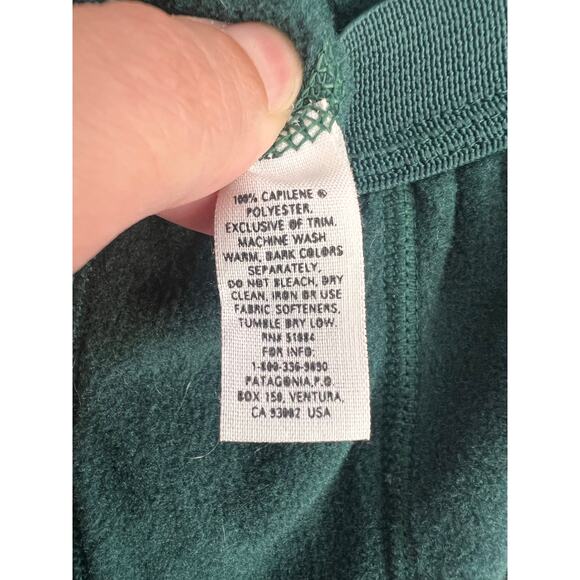 100% CAPILENE ®
POLYESTER.
EXCLUSIVE OF TRIM.
MACHINE WASH
WARM, DARK COLORS
SEPARATELY.
DO NOT BLEACH, DRY
CLEAN, IRON OR USE
FABRIC SOFTENERS,
TUMBLE DRY LOW.
RN# 51884
FOR INFO.
1-800-336-9090
PATAGONIA,P.O.
BOX 150, VENTURA,
CA 93002 USA